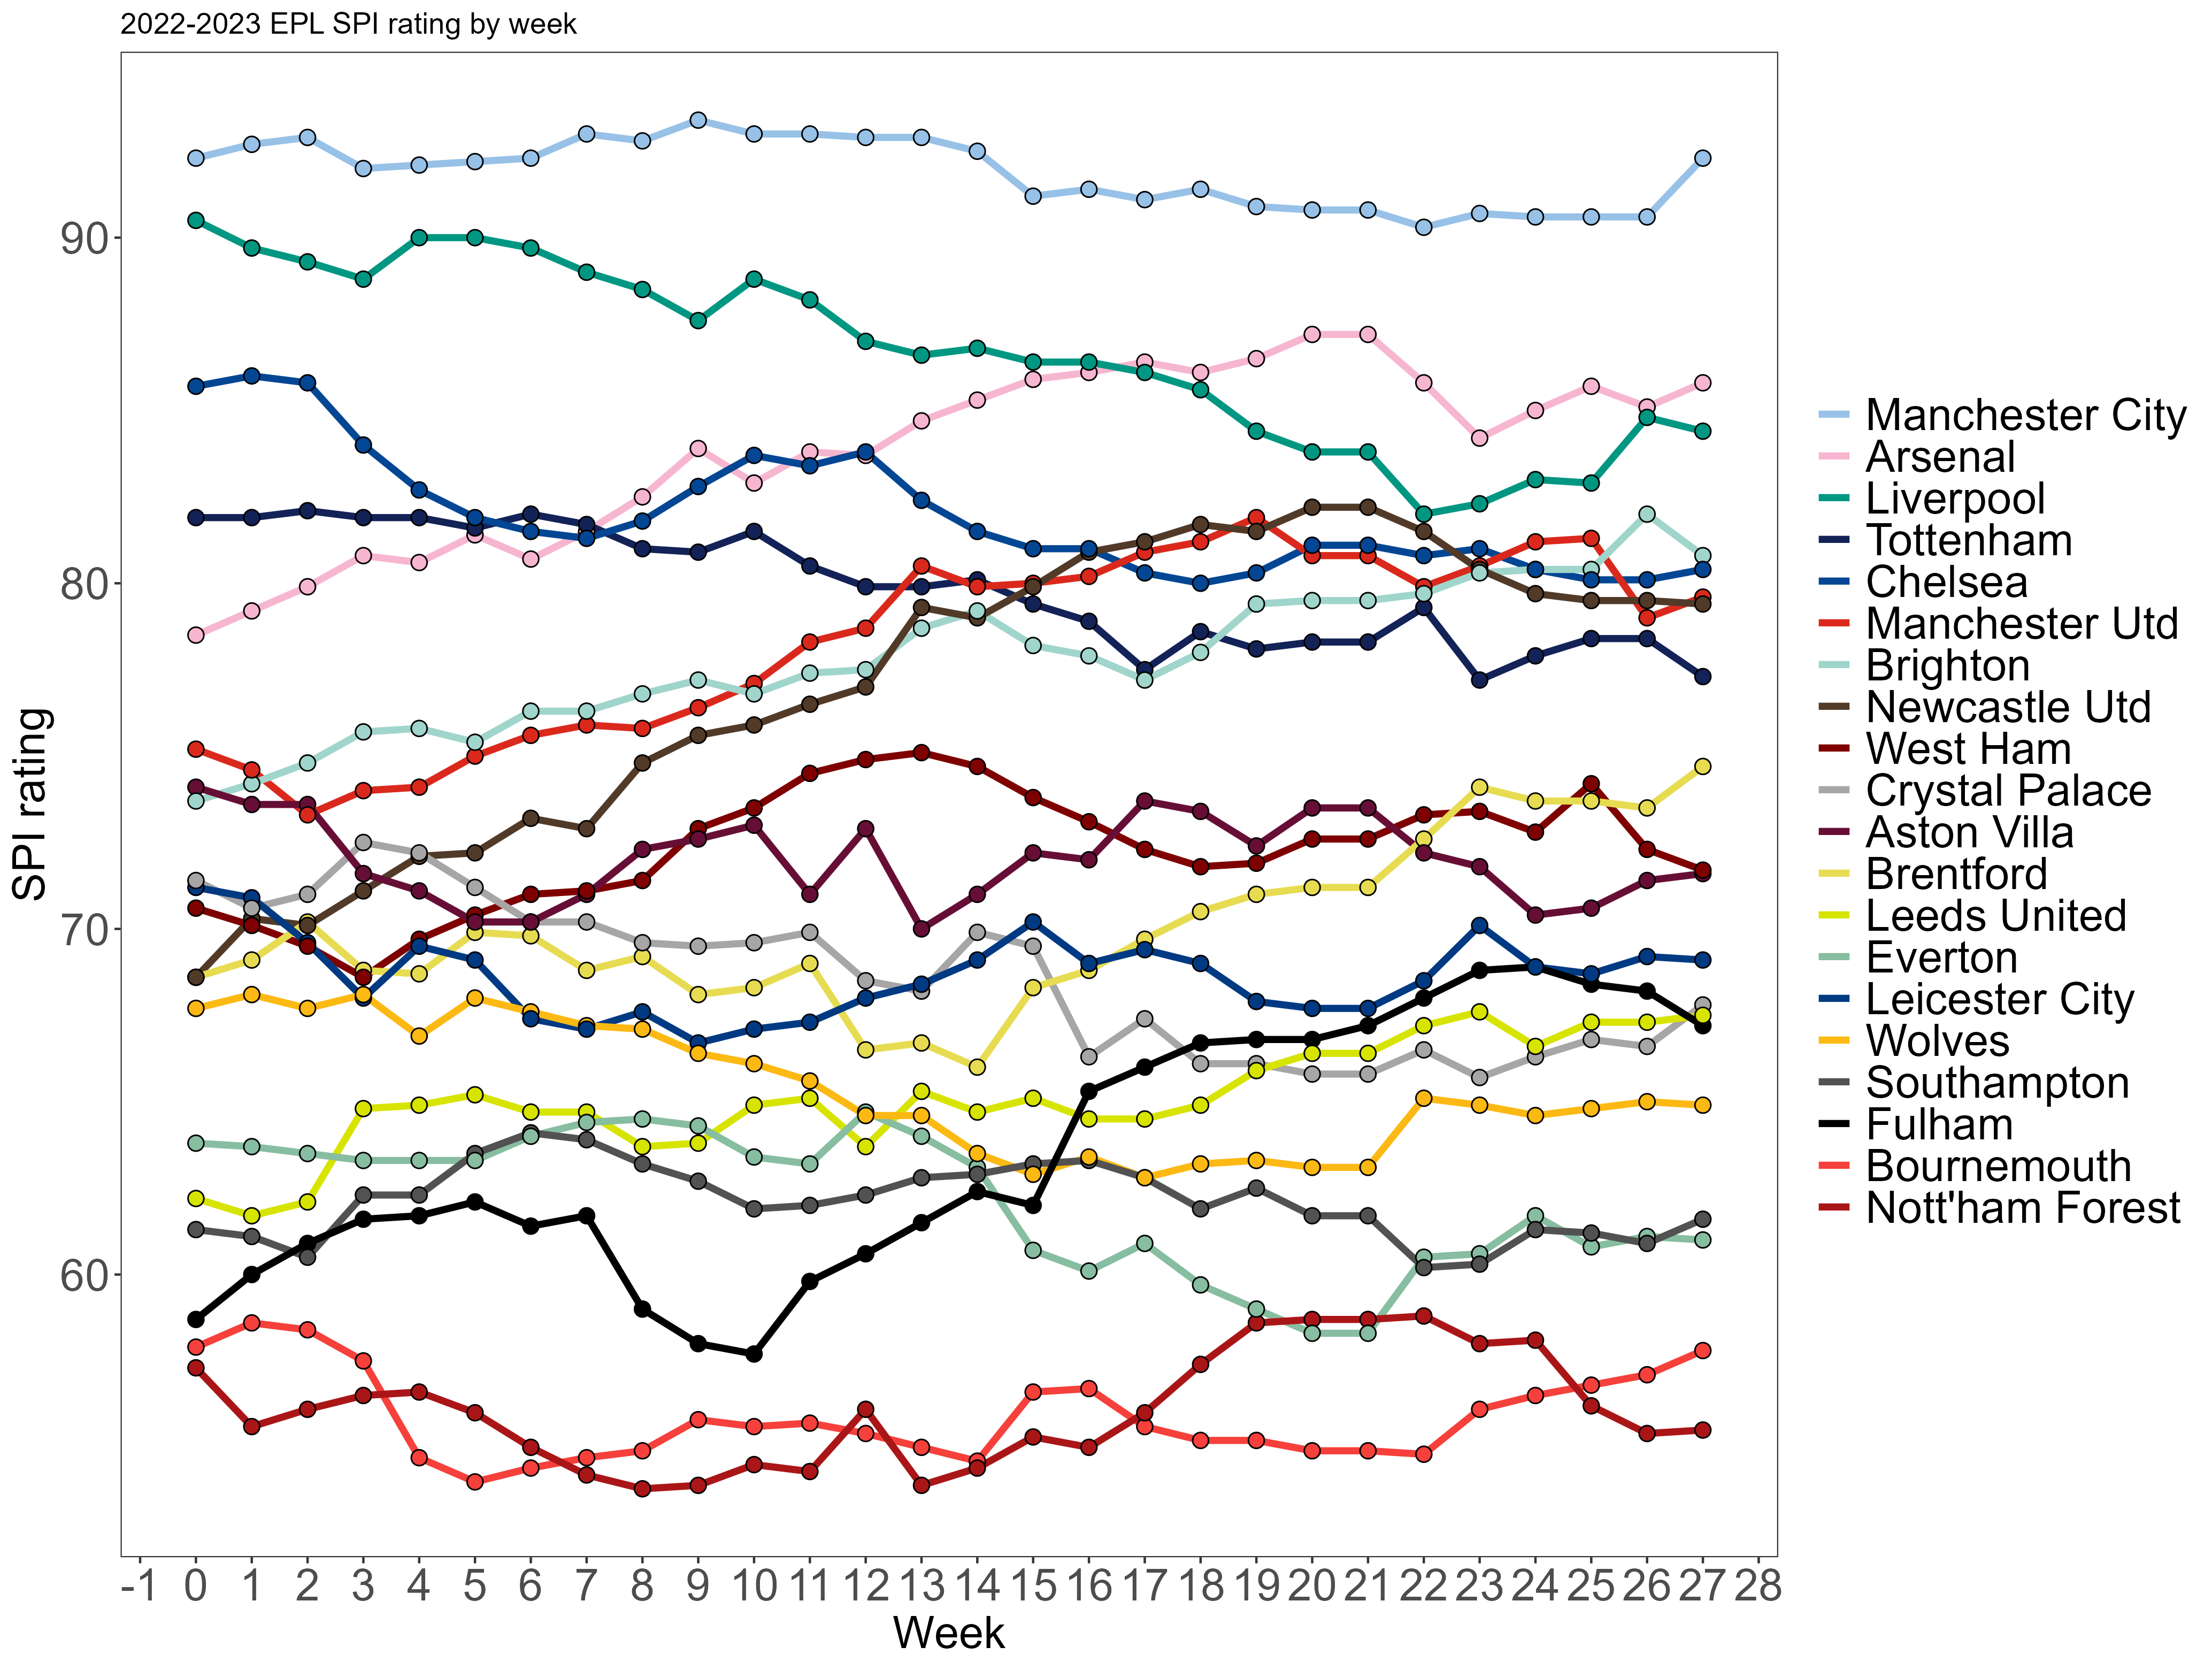 2022-2023 EPL SPI rating by week
SPI rating
90
80
70
60
-1 0 1 2 3 4 5 6 7 8 9 10 11 12 13 14 15 16 17 18 19 20 21 22 23 24 25 26 27 28
Week
Manchester City
Arsenal
Liverpool
Tottenham
Chelsea
Manchester Utd
Brighton
Newcastle Utd
West Ham
Crystal Palace
Aston Villa
Brentford
Leeds United
Everton
Leicester City
Wolves
Southampton
Fulham
Bournemouth
Nott'ham Forest